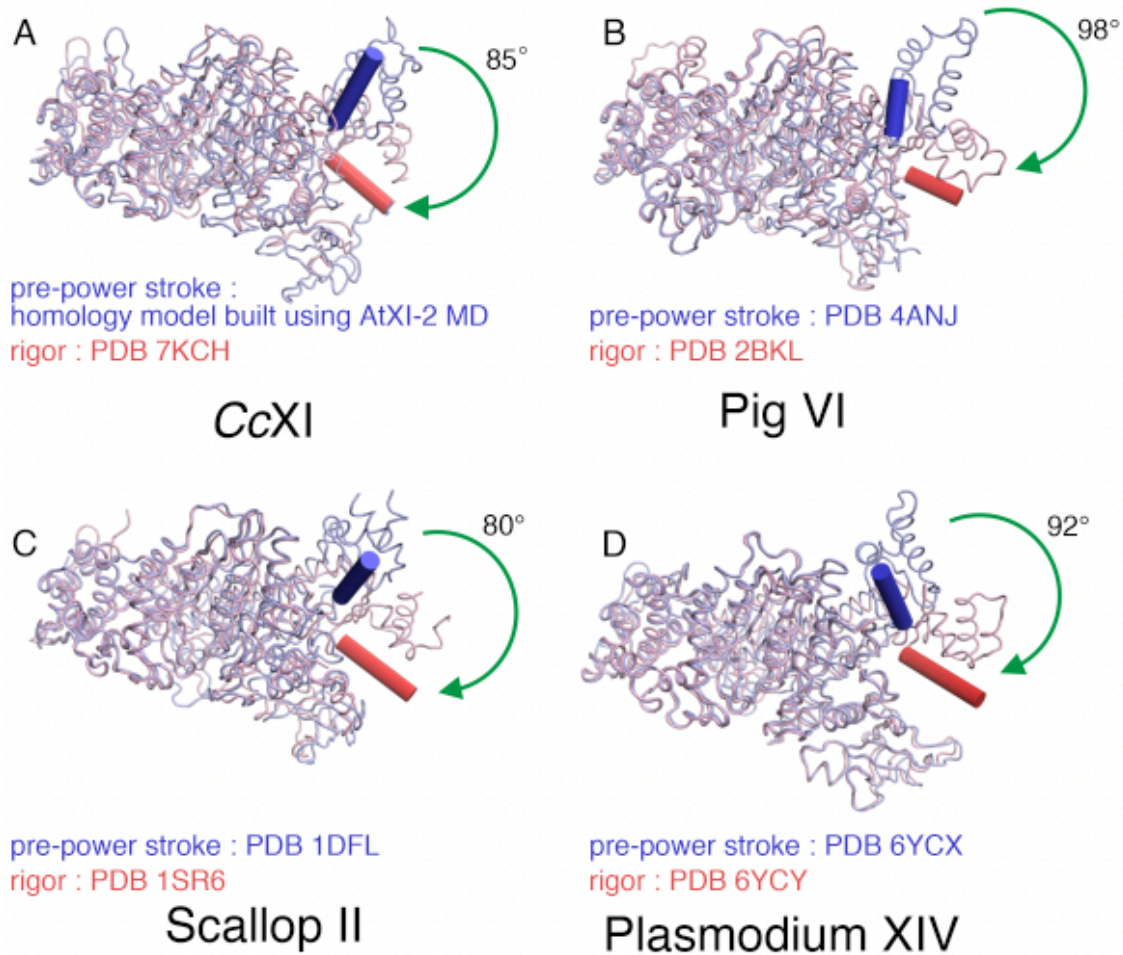 A
85°
pre-power stroke :
homology model built using AtXI-2 MD
rigor : PDB 7KCH
CcXI
B
98°
pre-power stroke : PDB 4ANJ
rigor : PDB 2BKL
Pig VI
C
80°
pre-power stroke : PDB 1DFL
rigor : PDB 1SR6
Scallop II
D
92°
pre-power stroke : PDB 6YCX
rigor : PDB 6YCY
Plasmodium XIV